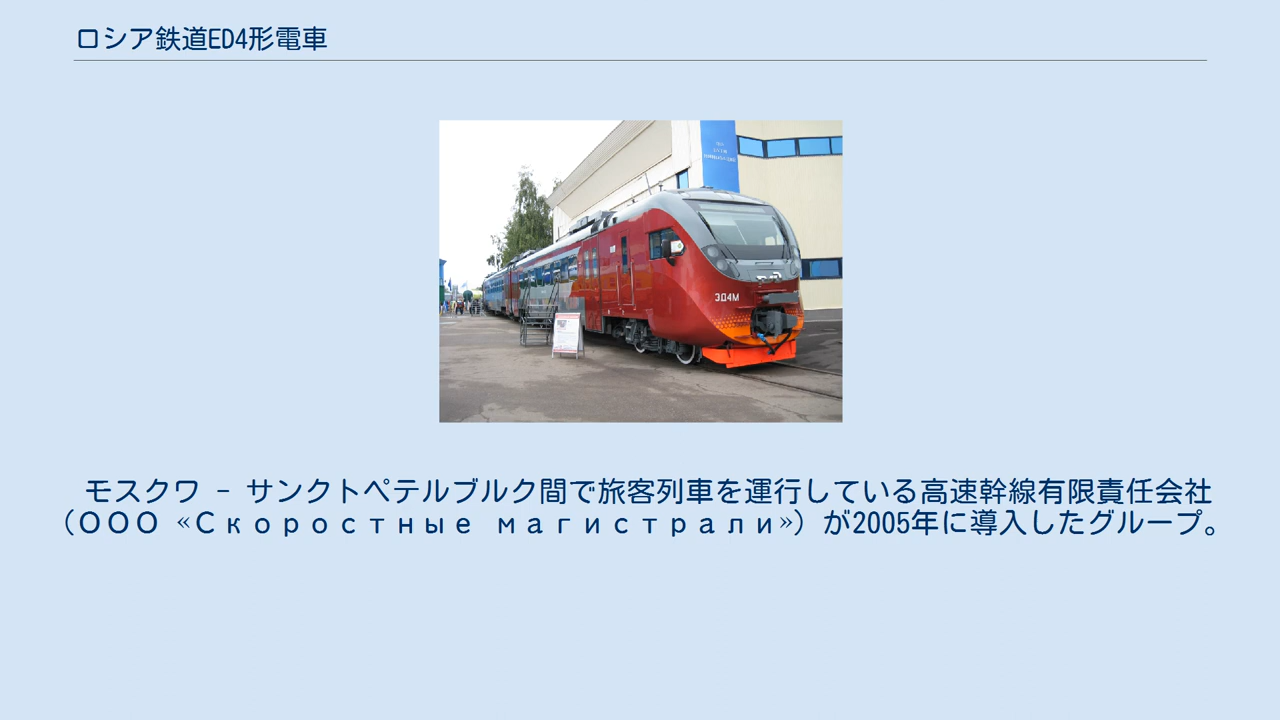 ロシア鉄道ED4形電車
ЭД4М
モスクワ - サンクトペテルブルク間で旅客列車を運行している高速幹線有限責任会社
（ООО «Скоростные магистрали»）が2005年に導入したグループ。